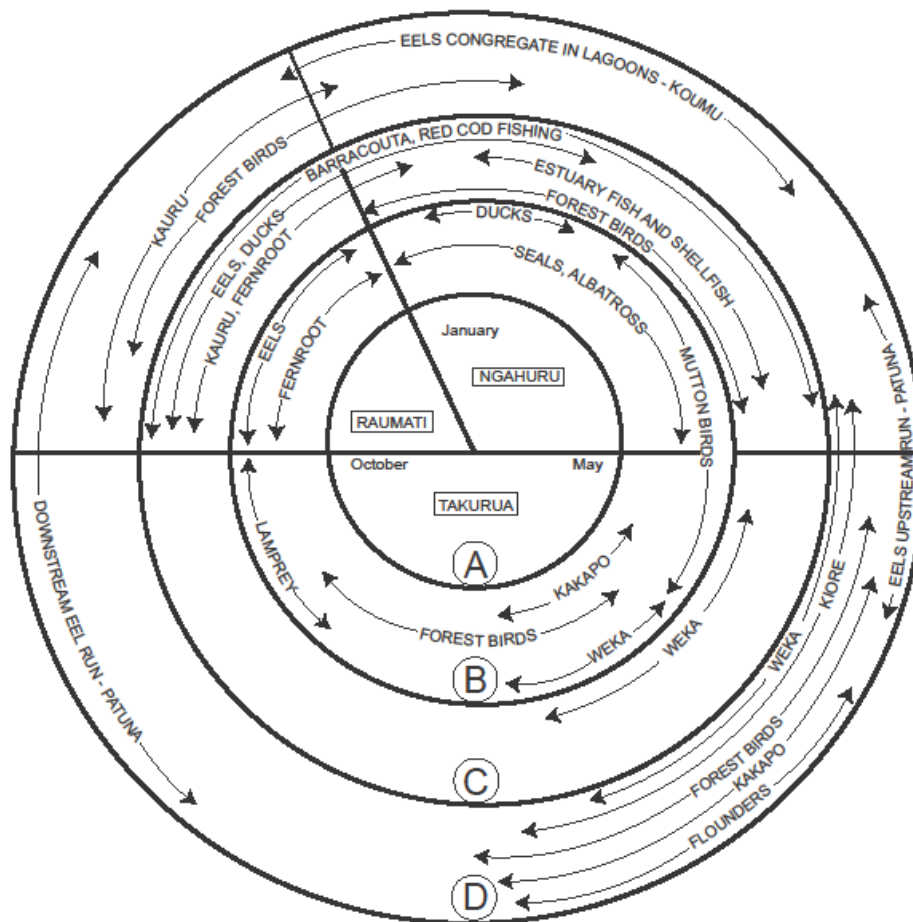 EELS CONGREGATE IN LAGOONS - KOUMU
KAURU
FOREST BIRDS
BARRACOUTA, RED COD FISHING
EELS, DUCKS
KAURU, FERNROOT
ESTUARY FISH AND SHELLFISH
FOREST BIRDS
DUCKS
SEALS, ALBATROSS
EELS
FERNROOT
MUTTON BIRDS
January
NGAHURU
RAUMATI
October
May
TAKURUA
EELS UPSTREAM RUN - PATUNA
DOWNSTREAM EEL RUN - PATUNA
LAMPREY
A
KAKAPO
FOREST BIRDS
WEKA
WEKA
WEKA
KIORE
B
C
FOREST BIRDS
KAKAPO
FLOUNDERS
D